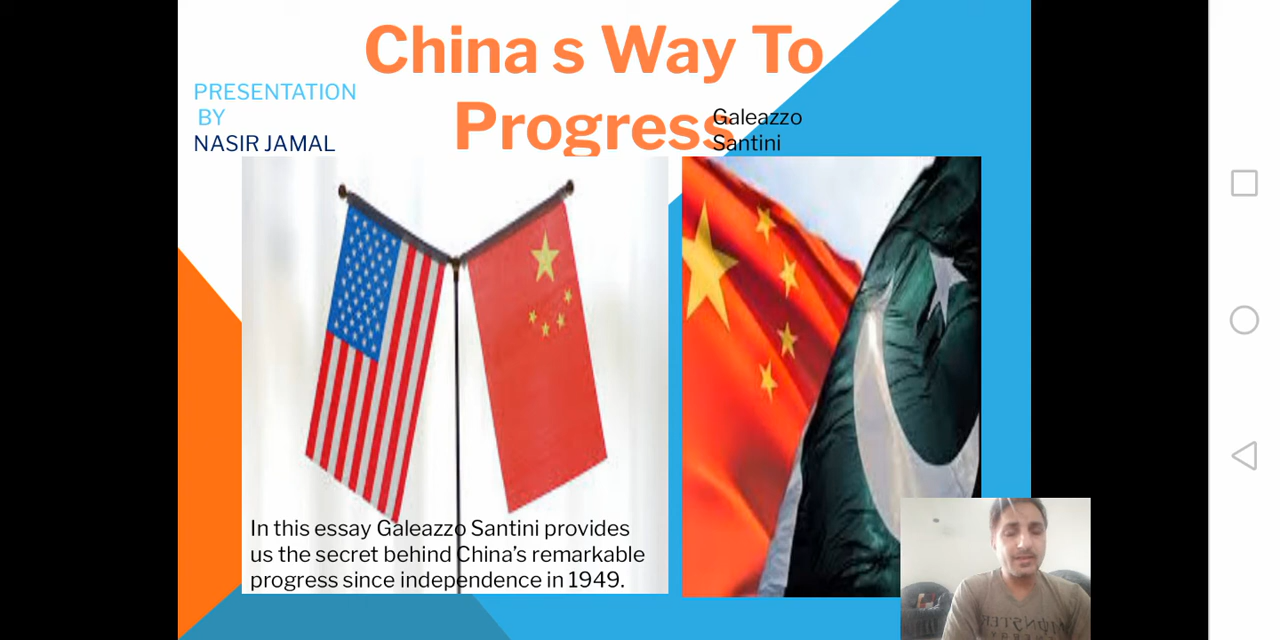 China s Way To
Progress
PRESENTATION
BY
NASIR JAMAL
Galeazzo
Santini
In this essay Galeazzo Santini provides
us the secret behind China's remarkable
progress since independence in 1949.